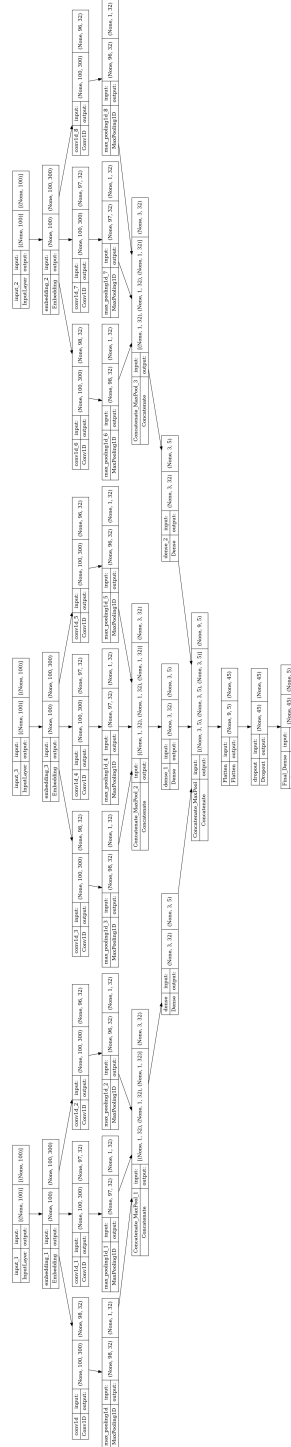 input_1 input: [(None, 100)] [(None, 100)]
InputLayer output:
input_3 input: [(None, 100)] [(None, 100)]
InputLayer output:
input_2 input: [(None, 100)] [(None, 100)]
InputLayer output:
embedding_1 input: (None, 100) (None, 100, 300)
Embedding output:
embedding_3 input: (None, 100) (None, 100, 300)
Embedding output:
embedding_2 input: (None, 100) (None, 100, 300)
Embedding output:
conv1d input: (None, 100, 300) (None, 98, 32)
Conv1D output:
conv1d_1 input: (None, 100, 300) (None, 97, 32)
Conv1D output:
conv1d_2 input: (None, 100, 300) (None, 96, 32)
Conv1D output:
conv1d_3 input: (None, 100, 300) (None, 98, 32)
Conv1D output:
conv1d_4 input: (None, 100, 300) (None, 97, 32)
Conv1D output:
conv1d_5 input: (None, 100, 300) (None, 96, 32)
Conv1D output:
conv1d_6 input: (None, 100, 300) (None, 98, 32)
Conv1D output:
conv1d_7 input: (None, 100, 300) (None, 97, 32)
Conv1D output:
conv1d_8 input: (None, 100, 300) (None, 96, 32)
Conv1D output:
max_pooling1d input: (None, 98, 32) (None, 1, 32)
MaxPooling1D output:
max_pooling1d_1 input: (None, 97, 32) (None, 1, 32)
MaxPooling1D output:
max_pooling1d_2 input: (None, 96, 32) (None, 1, 32)
MaxPooling1D output:
max_pooling1d_3 input: (None, 98, 32) (None, 1, 32)
MaxPooling1D output:
max_pooling1d_4 input: (None, 97, 32) (None, 1, 32)
MaxPooling1D output:
max_pooling1d_5 input: (None, 96, 32) (None, 1, 32)
MaxPooling1D output:
max_pooling1d_6 input: (None, 98, 32) (None, 1, 32)
MaxPooling1D output:
max_pooling1d_7 input: (None, 97, 32) (None, 1, 32)
MaxPooling1D output:
max_pooling1d_8 input: (None, 96, 32) (None, 1, 32)
MaxPooling1D output:
Concatenate_MaxPool_1 input: [(None, 1, 32), (None, 1, 32), (None, 1, 32)] (None, 3, 32)
Concatenate output:
Concatenate_MaxPool_2 input: [(None, 1, 32), (None, 1, 32), (None, 1, 32)] (None, 3, 32)
Concatenate output:
Concatenate_MaxPool_3 input: [(None, 1, 32), (None, 1, 32), (None, 1, 32)] (None, 3, 32)
Concatenate output:
dense input: (None, 3, 32) (None, 3, 5)
Dense output:
dense_1 input: (None, 3, 32) (None, 3, 5)
Dense output:
dense_2 input: (None, 3, 32) (None, 3, 5)
Dense output:
Concatenate_MaxPool input: [(None, 3, 5), (None, 3, 5), (None, 3, 5)] (None, 9, 5)
Concatenate output:
Flatten input: (None, 9, 5) (None, 45)
Flatten output:
dropout input: (None, 45) (None, 45)
Dropout output:
Final_Dense input: (None, 45) (None, 5)